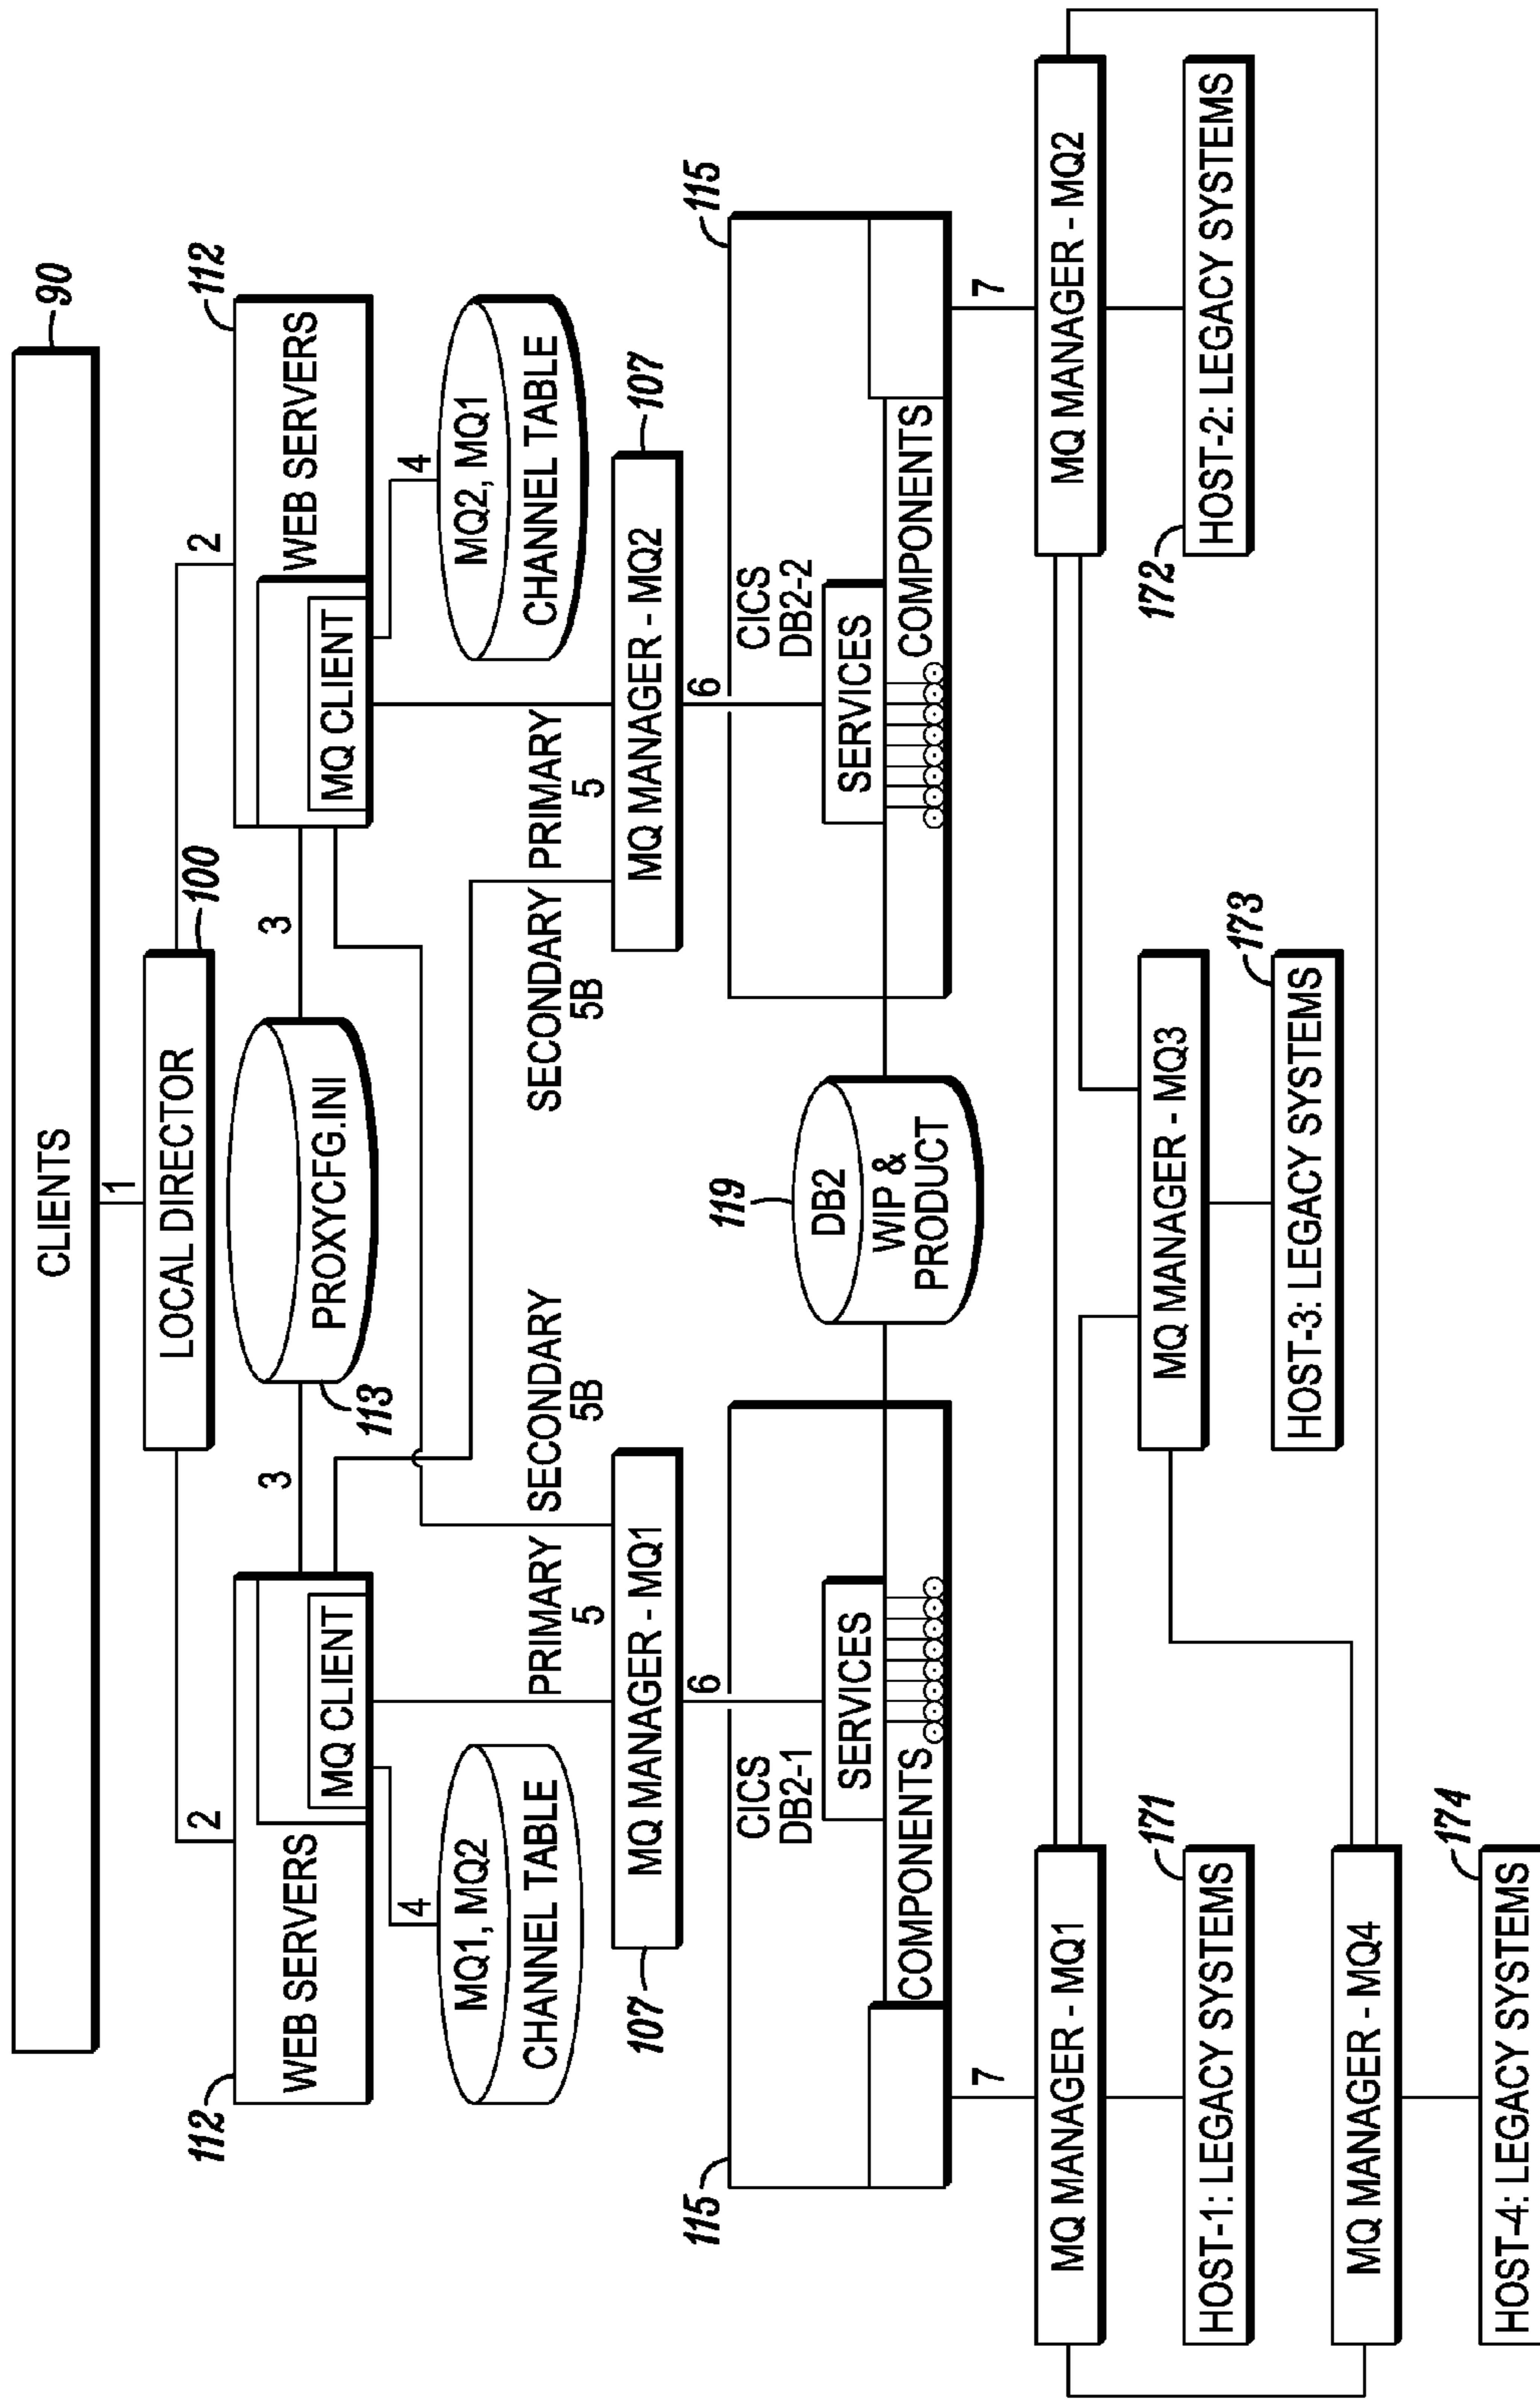 CLIENTS
90
1
LOCAL DIRECTOR
100
2
2
112
WEB SERVERS
MQ CLIENT
3
PROXYCFG.INI
113
3
112
WEB SERVERS
MQ CLIENT
4
MQ1, MQ2
CHANNEL TABLE
4
MQ2, MQ1
CHANNEL TABLE
PRIMARY
5
SECONDARY
5B
SECONDARY
5B
PRIMARY
5
107
MQ MANAGER - MQ1
MQ MANAGER - MQ2
107
6
6
115
CICS
DB2-1
SERVICES
COMPONENTS
119
DB2
WIP &
PRODUCT
CICS
DB2-2
SERVICES
COMPONENTS
115
7
7
MQ MANAGER - MQ1
MQ MANAGER - MQ2
171
HOST-1: LEGACY SYSTEMS
MQ MANAGER - MQ3
173
HOST-3: LEGACY SYSTEMS
172
HOST-2: LEGACY SYSTEMS
MQ MANAGER - MQ4
174
HOST-4: LEGACY SYSTEMS